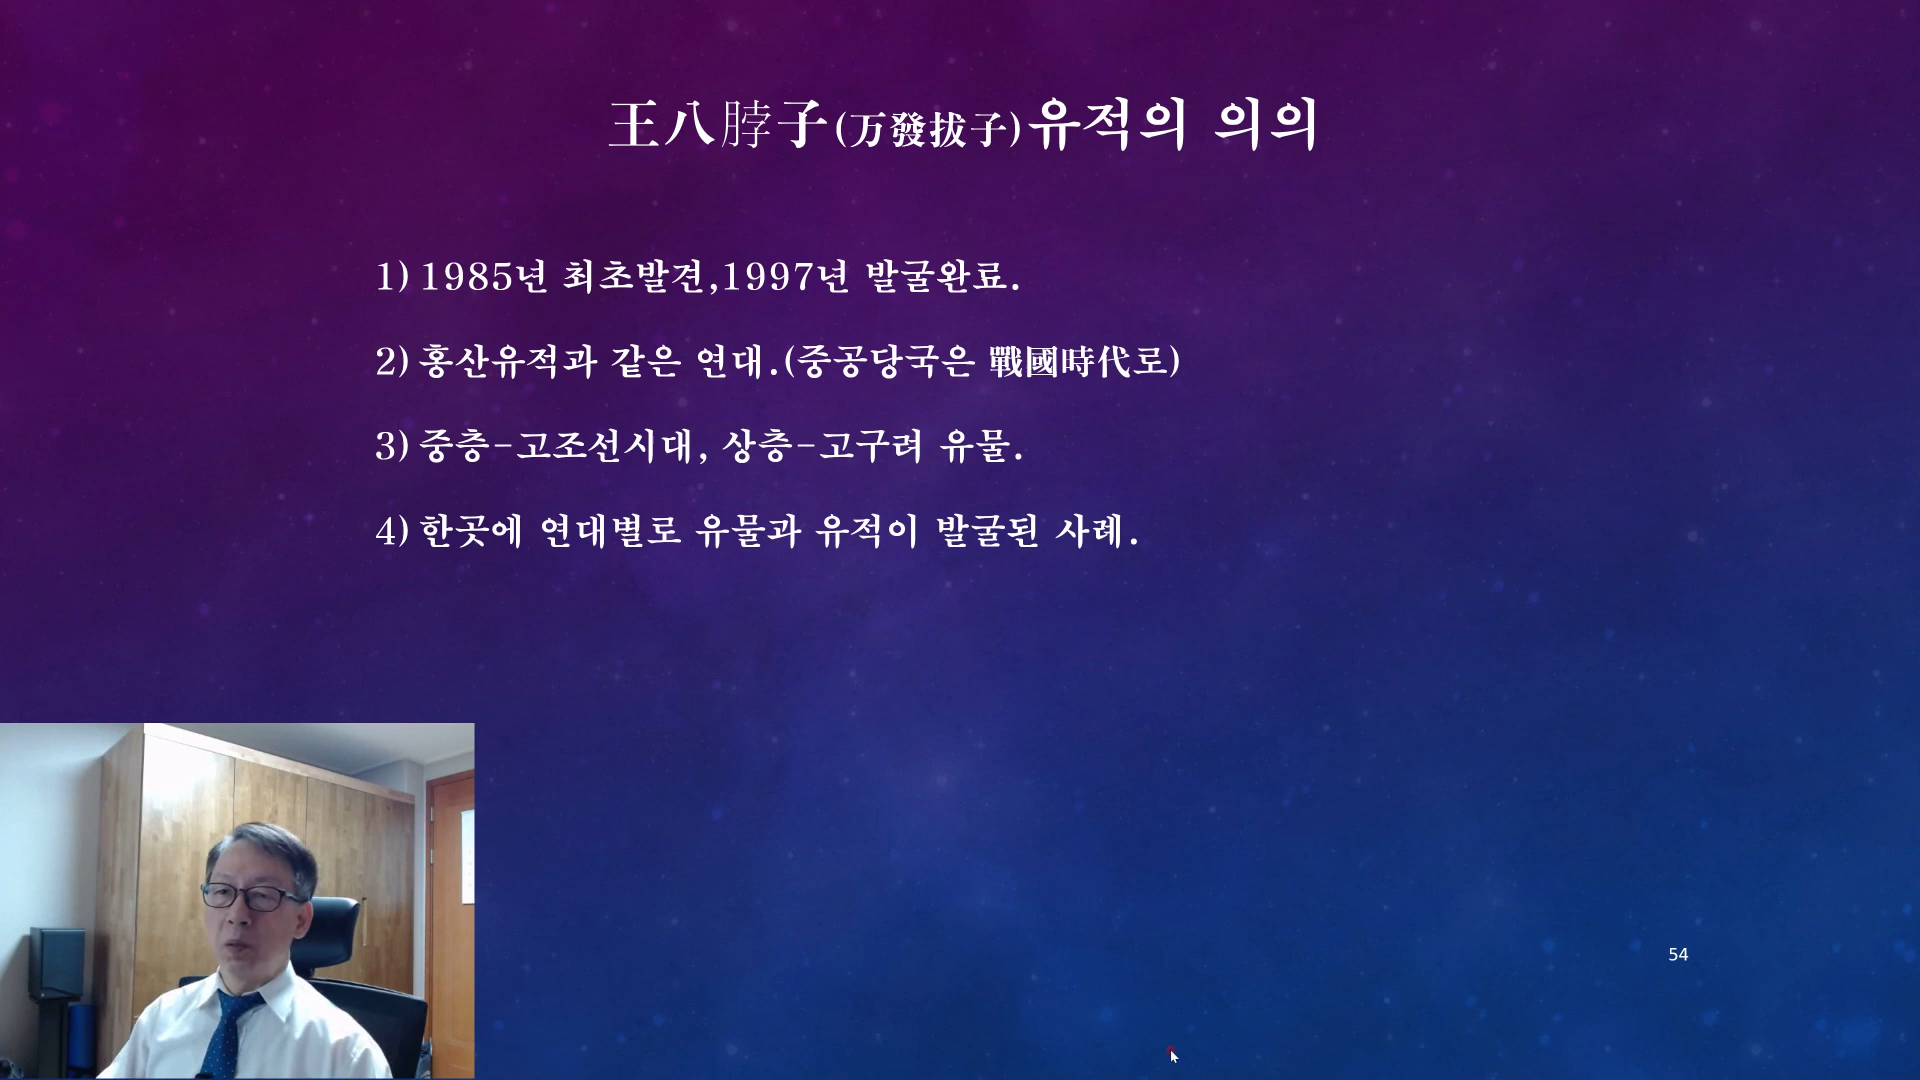 王八脖子(万發拔子)유적의 의의
1) 1985년 최초발견,1997년 발굴완료.
2) 홍산유적과 같은 연대.(중공당국은 戰國時代로)
3) 중층-고조선시대, 상층-고구려 유물.
4) 한곳에 연대별로 유물과 유적이 발굴된 사례.
54